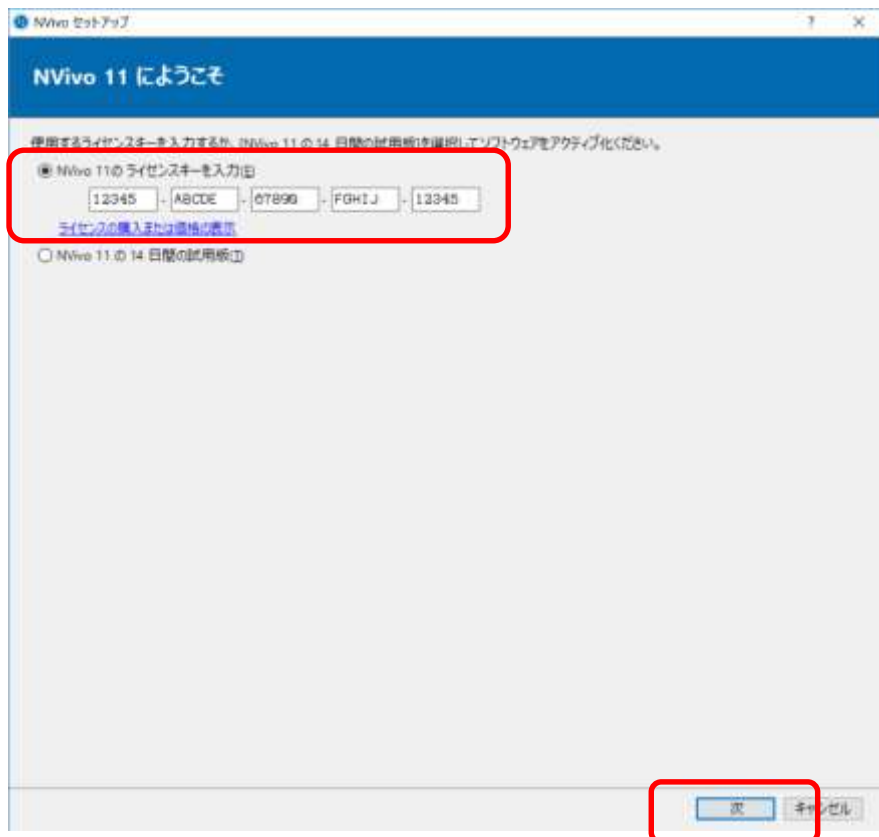 NVivo セットアップ
? ×
NVivo 11 にようこそ
使用するライセンスキーを入力するか、[NVivo 11 の 14 日間の試用版]を選択してソフトウェアをアクティブ化ください。
NVivo 11の ライセンスキーを入力(E)
12345 - ABCDE - 67890 - FGHIJ - 12345
ライセンスの購入または価格の表示
NVivo 11 の 14 日間の試用版(T)
次 キャンセル